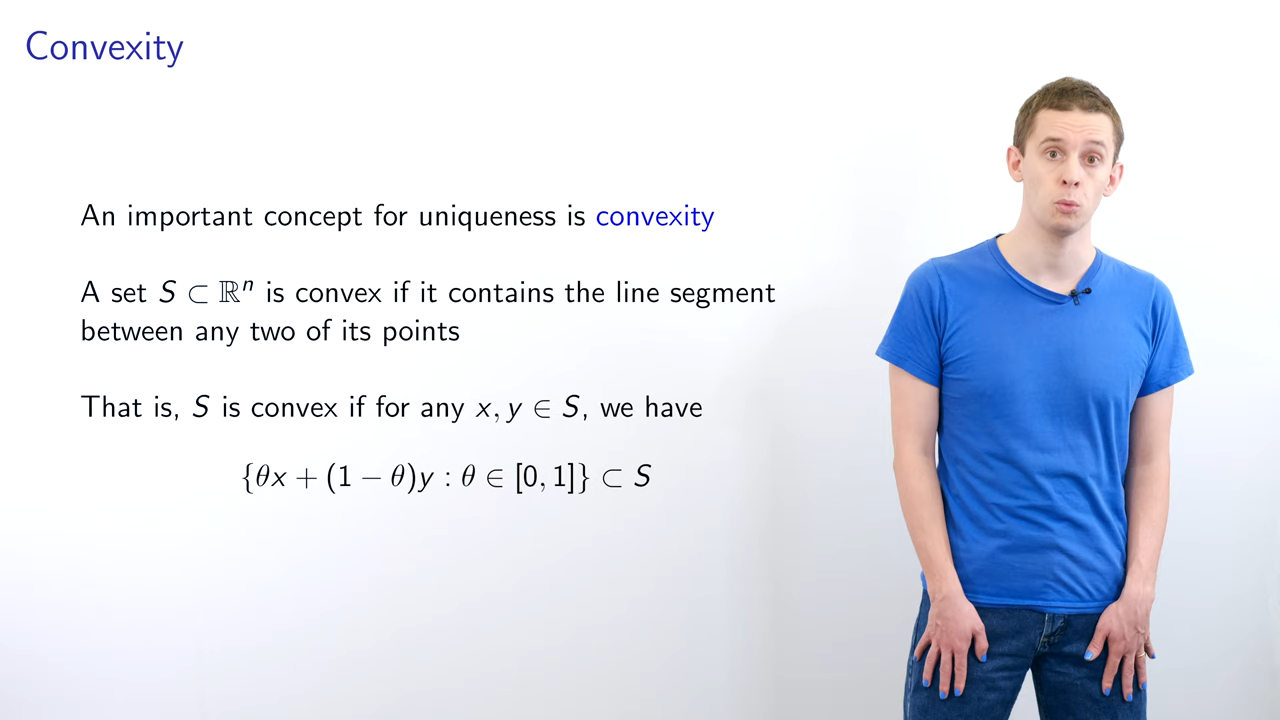 Convexity
An important concept for uniqueness is convexity
A set S ⊂ ℝⁿ is convex if it contains the line segment
between any two of its points
That is, S is convex if for any x, y ∈ S, we have
{θx + (1 − θ)y : θ ∈ [0, 1]} ⊂ S